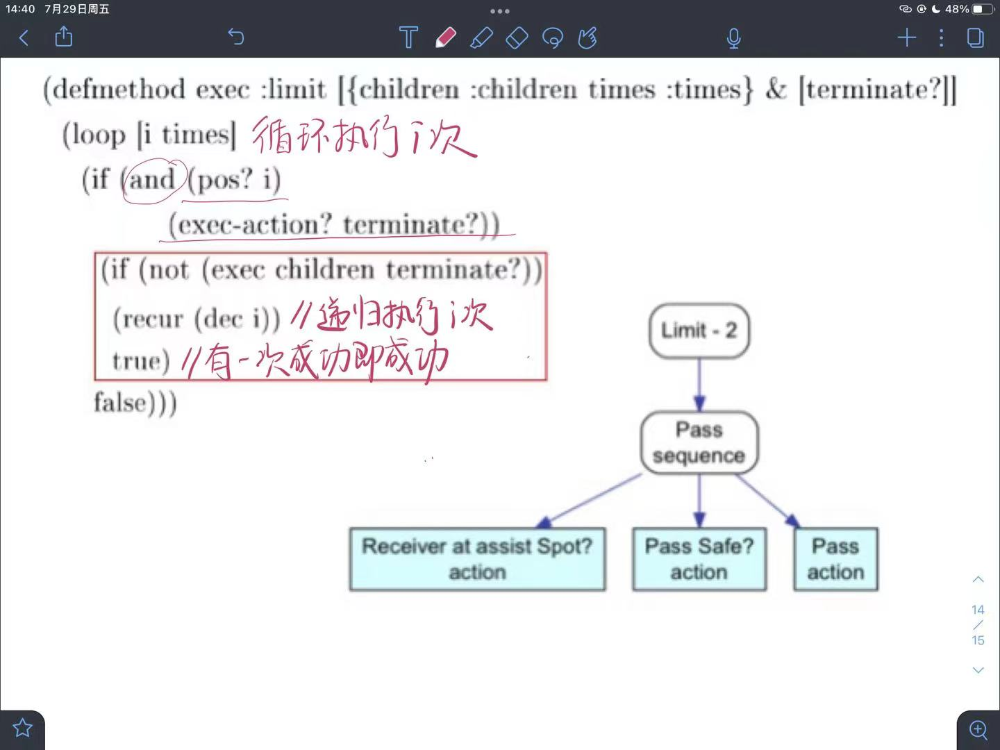 14:40 7月29日周五
48%
(defmethod exec :limit [{children :children times :times} & [terminate?]]
(loop [i times] 循环执行i次
(if (and (pos? i)
(exec-action? terminate?))
(if (not (exec children terminate?))
(recur (dec i)) //递归执行i次
true) //有一次成功即成功
false)))
Limit - 2
Pass
sequence
Receiver at assist Spot?
action
Pass Safe?
action
Pass
action
14
/
15